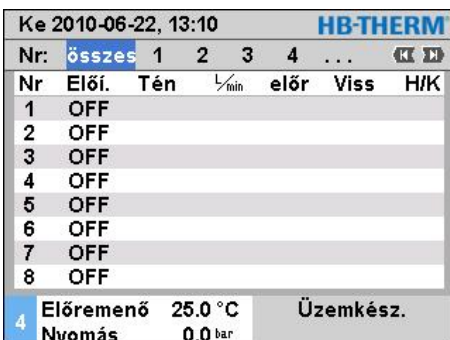 Ke 2010-06-22, 13:10 HB-THERM
Nr: összes 1 2 3 4 ...
Nr Előí. Tén L/min előr Viss H/K
1 OFF
2 OFF
3 OFF
4 OFF
5 OFF
6 OFF
7 OFF
8 OFF
4 Előremenő 25.0 °C Üzemkész.
Nyomás 0.0 bar